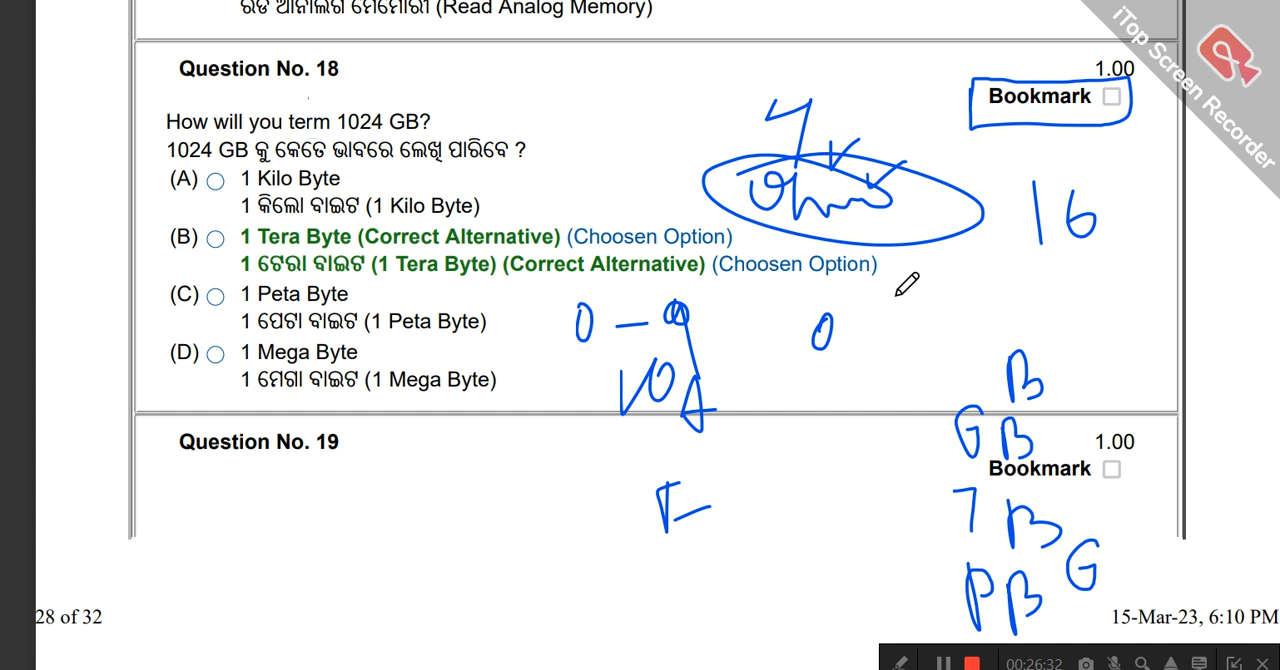 ରିଡ ଆନାଲଗ ମେମୋରୀ (Read Analog Memory)
iTop Screen Recorder
Question No. 18
1.00
Bookmark
How will you term 1024 GB?
1024 GB କୁ କେତେ ଭାବରେ ଲେଖି ପାରିବେ ?
(A) 1 Kilo Byte
1 କିଲୋ ବାଇଟ (1 Kilo Byte)
(B) 1 Tera Byte (Correct Alternative) (Choosen Option)
1 ଟେରା ବାଇଟ (1 Tera Byte) (Correct Alternative) (Choosen Option)
(C) 1 Peta Byte
1 ପେଟା ବାଇଟ (1 Peta Byte)
(D) 1 Mega Byte
1 ମେଗା ବାଇଟ (1 Mega Byte)
Ohms
16
0 - 9
0
B
GB
TB
PB
G
Question No. 19
1.00
Bookmark
28 of 32
15-Mar-23, 6:10 PM
00:26:32